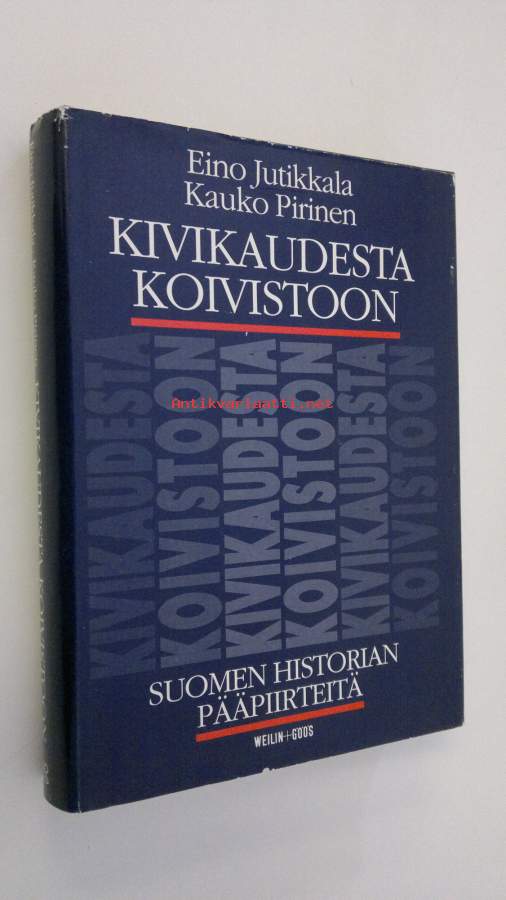 Eino Jutikkala
Kauko Pirinen
KIVIKAUDESTA
KOIVISTOON
KIVIKAUDESTA
KOIVISTOON
KIVIKAUDESTA
KOIVISTOON
KIVIKAUDESTA
KOIVISTOON
Antikvariaatti.net
SUOMEN HISTORIAN
PÄÄPIIRTEITÄ
WEILIN+GÖÖS